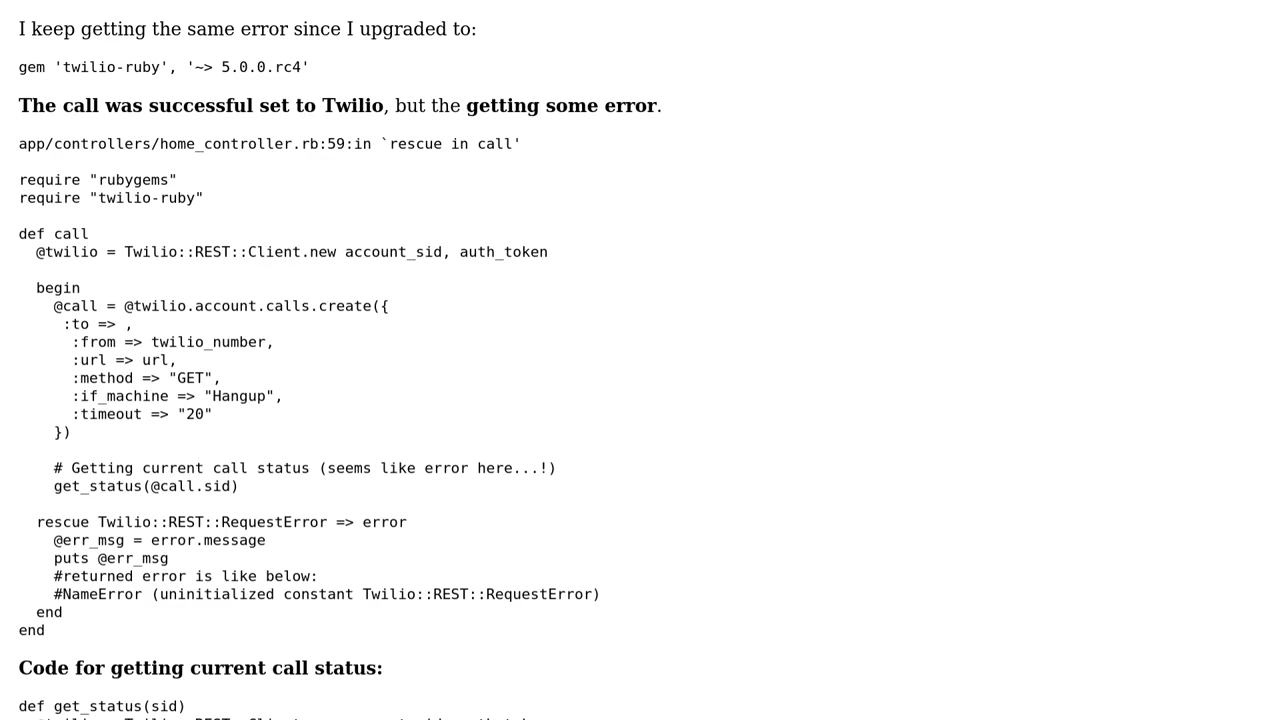 I keep getting the same error since I upgraded to:
gem 'twilio-ruby', '~> 5.0.0.rc4'
The call was successful set to Twilio, but the getting some error.
app/controllers/home_controller.rb:59:in `rescue in call'
require "rubygems"
require "twilio-ruby"
def call
  @twilio = Twilio::REST::Client.new account_sid, auth_token
  begin
    @call = @twilio.account.calls.create({
     :to => ,
      :from => twilio_number,
      :url => url,
      :method => "GET",
      :if_machine => "Hangup",
      :timeout => "20"
    })
    # Getting current call status (seems like error here...!)
    get_status(@call.sid)
  rescue Twilio::REST::RequestError => error
    @err_msg = error.message
    puts @err_msg
    #returned error is like below:
    #NameError (uninitialized constant Twilio::REST::RequestError)
  end
end
Code for getting current call status:
def get_status(sid)